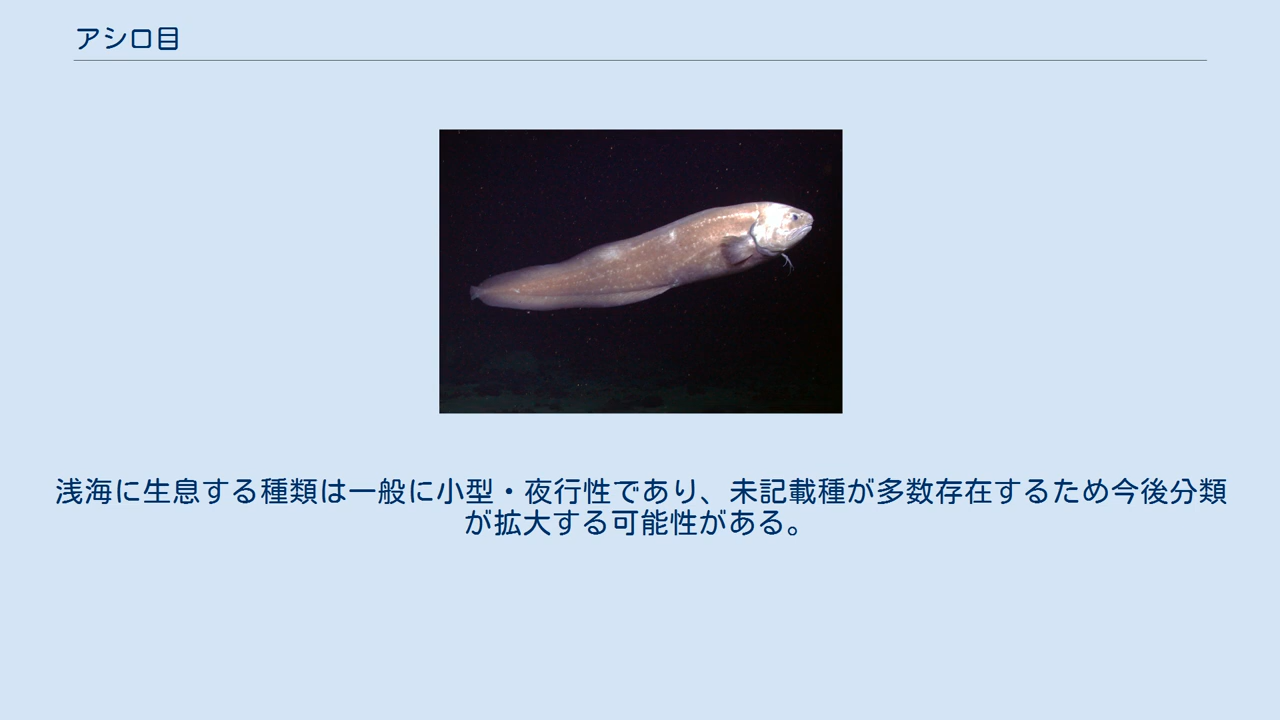 アシロ目
浅海に生息する種類は一般に小型・夜行性であり、未記載種が多数存在するため今後分類
が拡大する可能性がある。